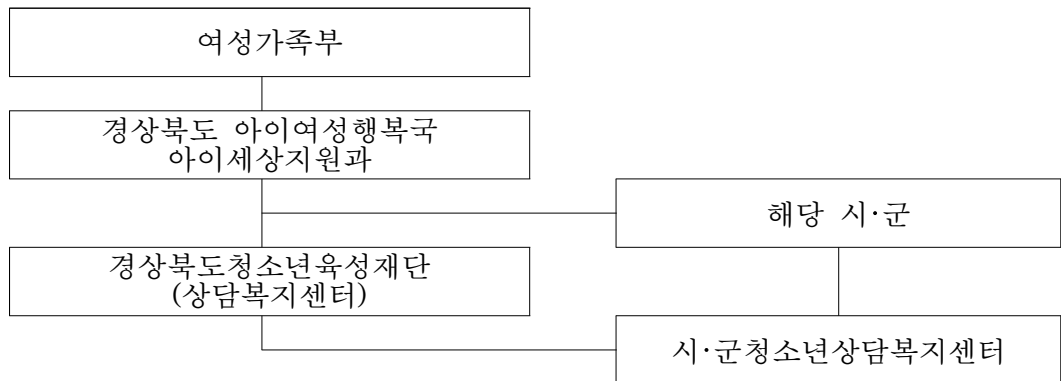 여성가족부
경상북도 아이여성행복국
아이세상지원과
해당 시·군
경상북도청소년육성재단
(상담복지센터)
시·군청소년상담복지센터